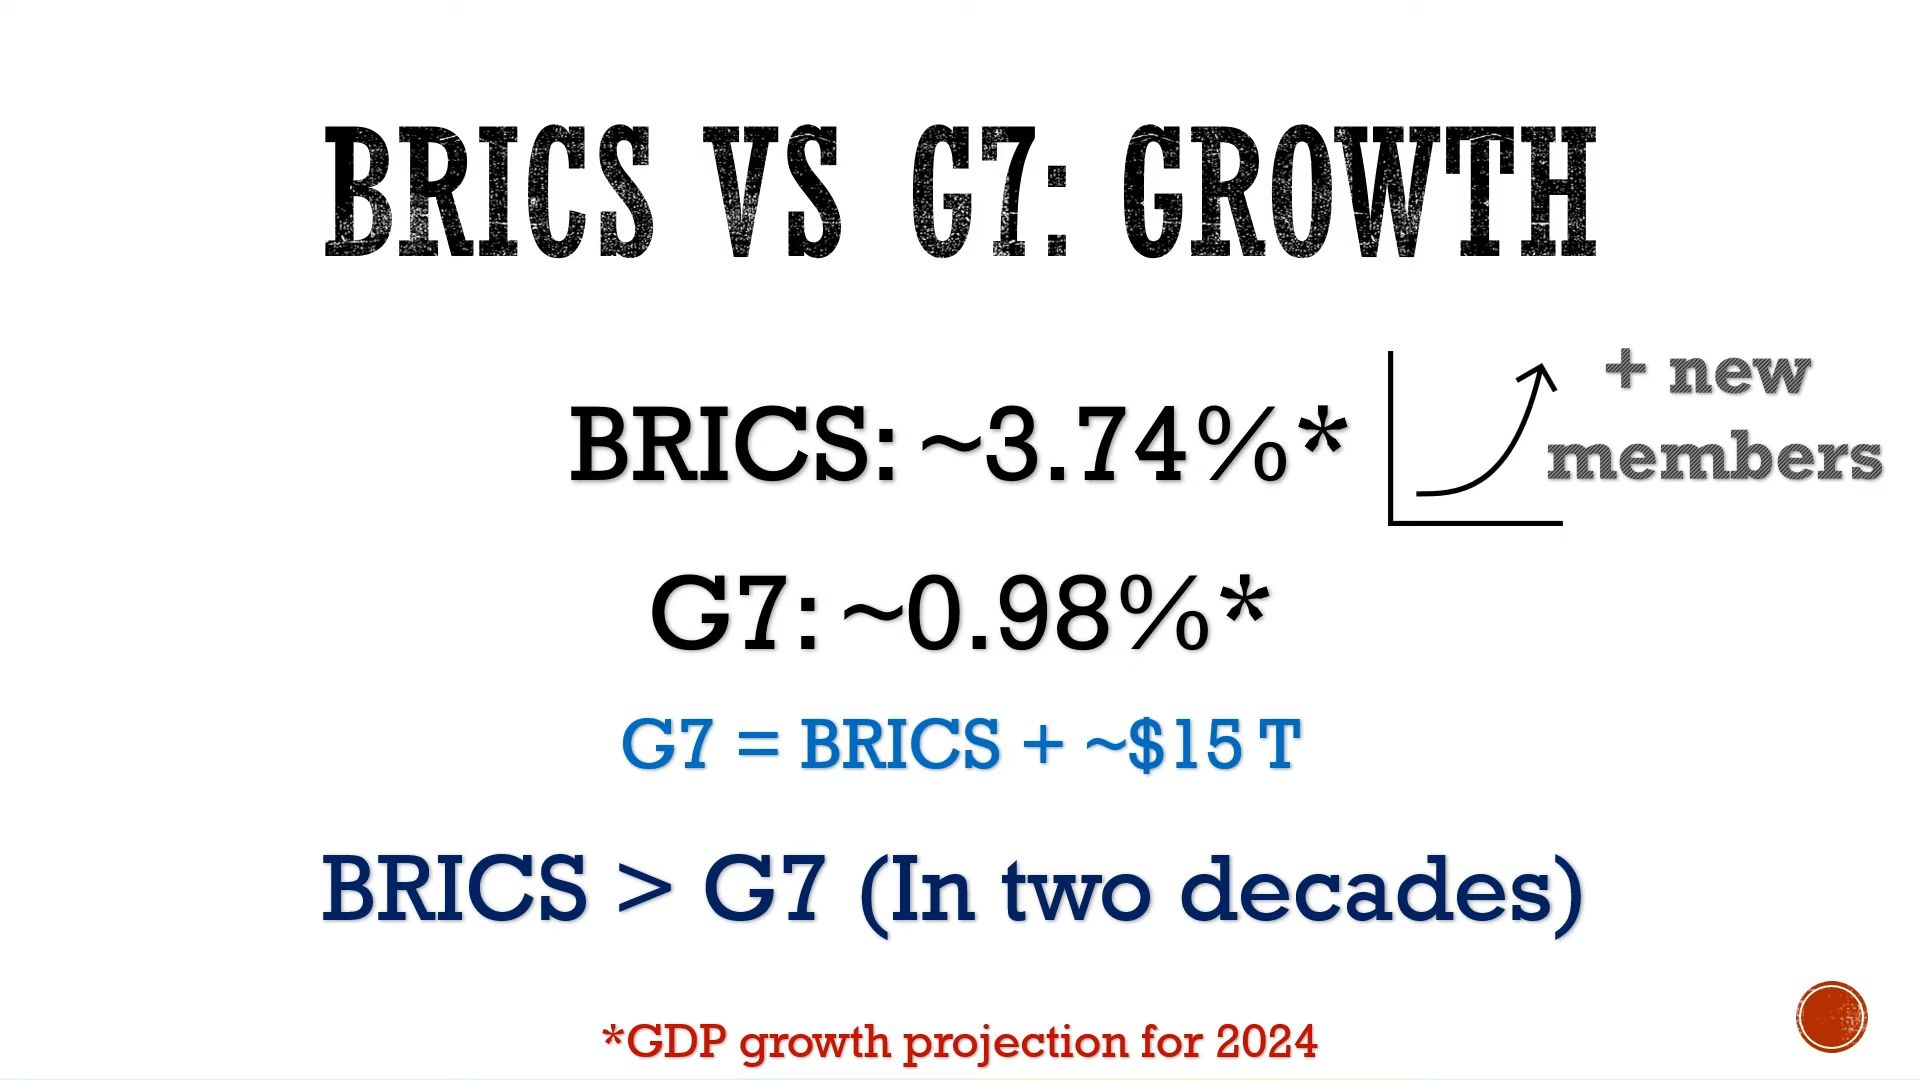 BRICS VS G7: GROWTH
BRICS: ~3.74%*
+ new
members
G7: ~0.98%*
G7 = BRICS + ~$15 T
BRICS > G7 (In two decades)
*GDP growth projection for 2024